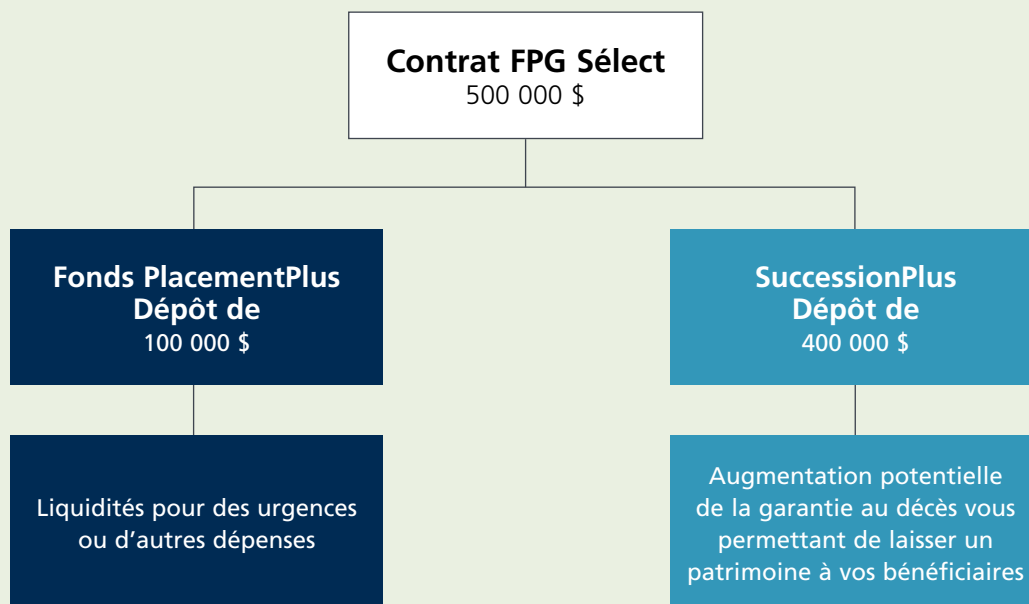 Contrat FPG Sélect
500 000 $
Fonds PlacementPlus
Dépôt de
100 000 $
SuccessionPlus
Dépôt de
400 000 $
Liquidités pour des urgences
ou d'autres dépenses
Augmentation potentielle
de la garantie au décès vous
permettant de laisser un
patrimoine à vos bénéficiaires